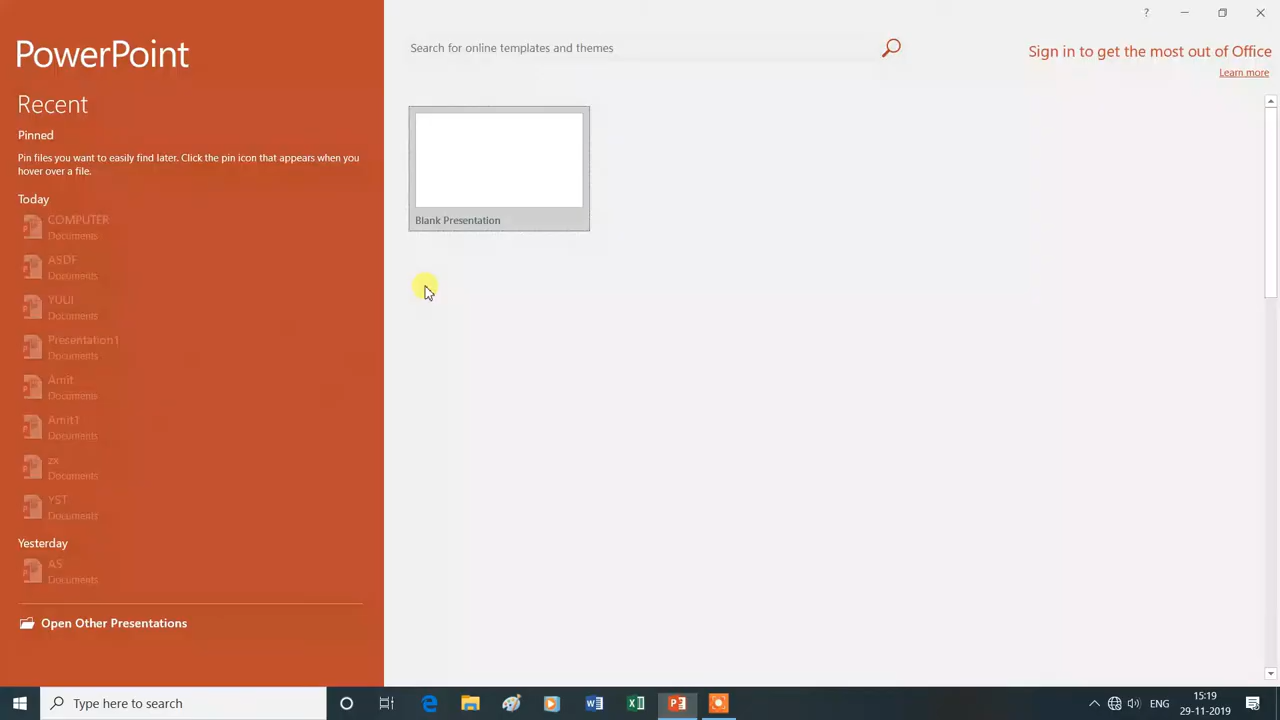 PowerPoint
Recent
Pinned
Pin files you want to easily find later. Click the pin icon that appears when you
hover over a file.
Today
COMPUTER
Documents
ASDF
Documents
Presentation1
Documents
Amit
Documents
Amit1
Documents
zx
Documents
YST
Documents
Yesterday
AS
Documents
Open Other Presentations
?
Search for online templates and themes
Sign in to get the most out of Office
Learn more
Blank Presentation
Type here to search
ENG
15:19
29-11-2019